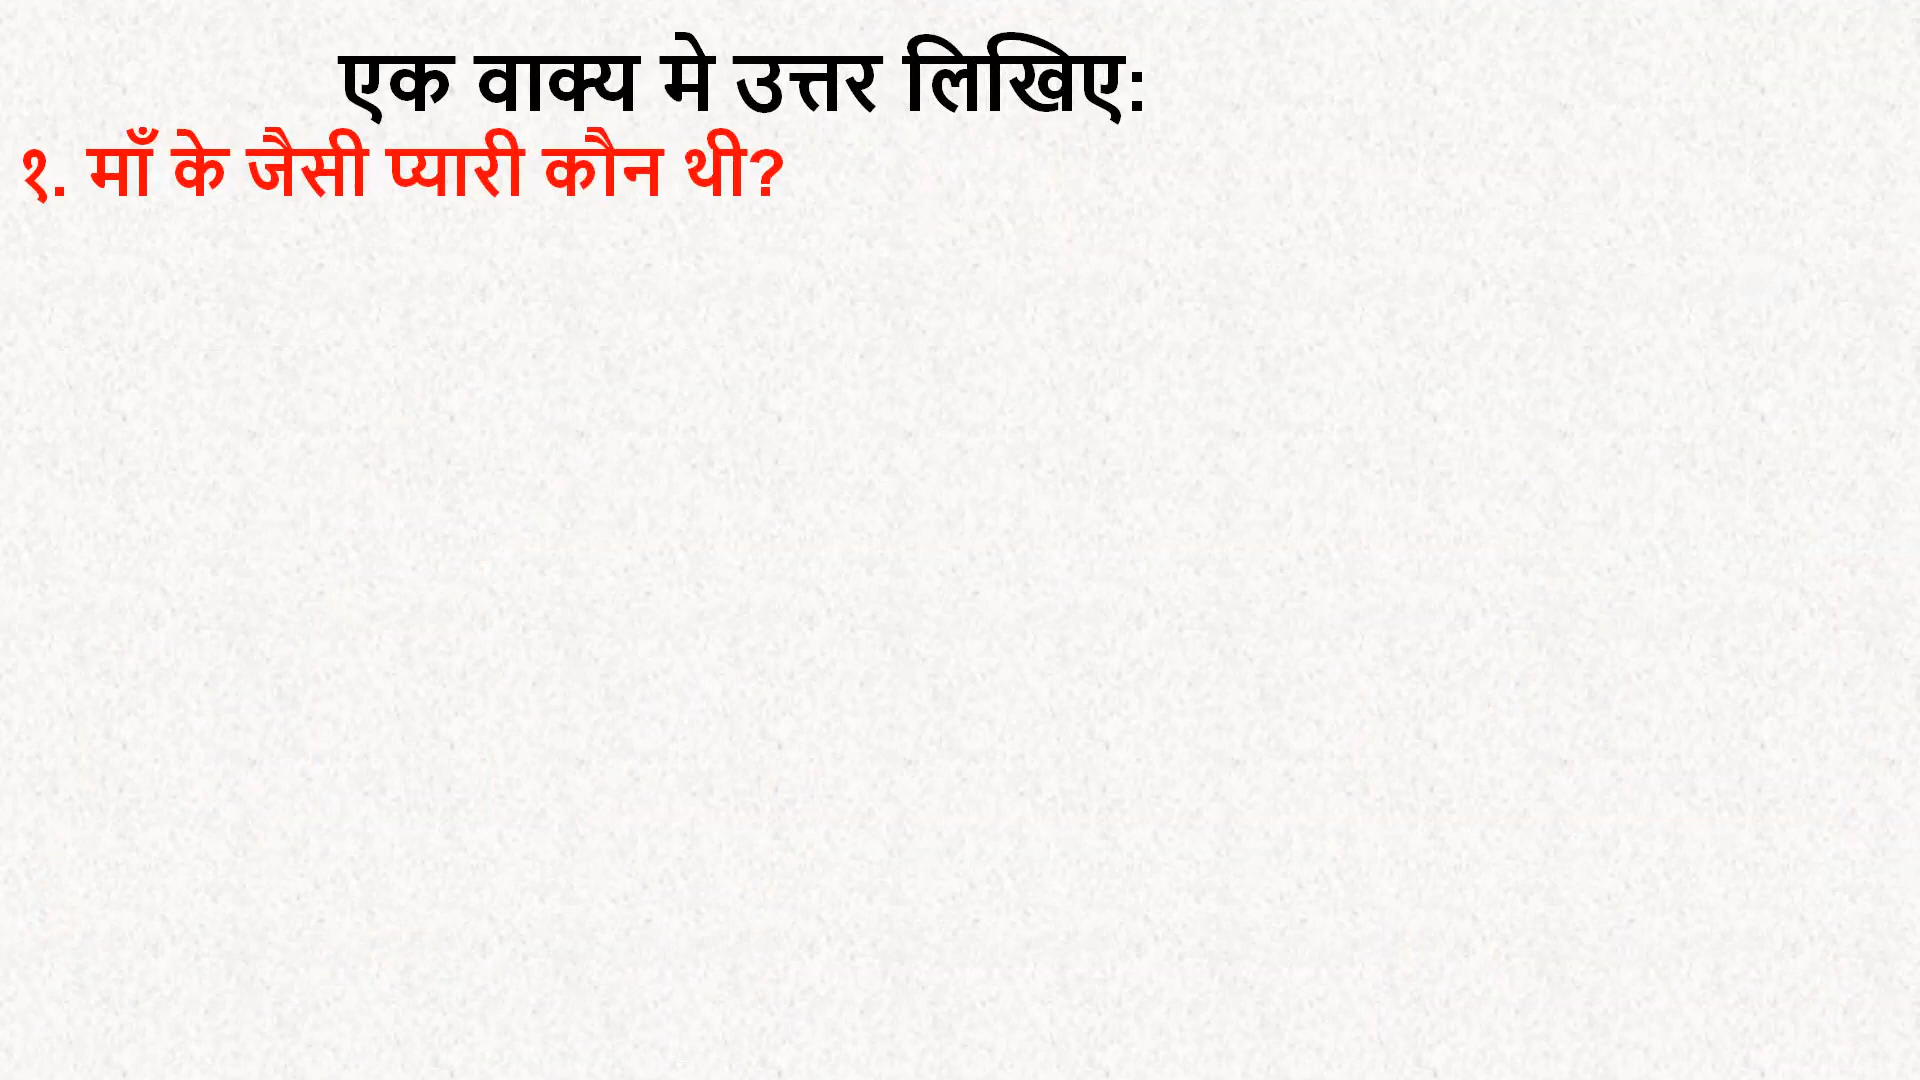 एक वाक्य मे उत्तर लिखिए:
१. माँ के जैसी प्यारी कौन थी?